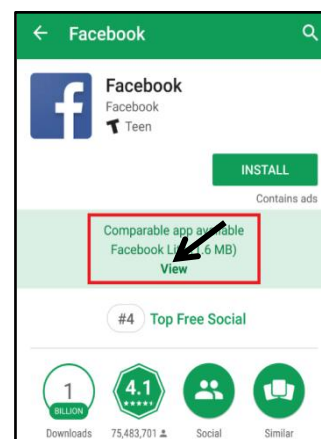 Facebook
Facebook
Facebook
Teen
INSTALL
Contains ads
Comparable app available
Facebook 1.6 MB)
View
#4 Top Free Social
1
BILLION
4.1
Downloads
75,483,701
Social
Similar